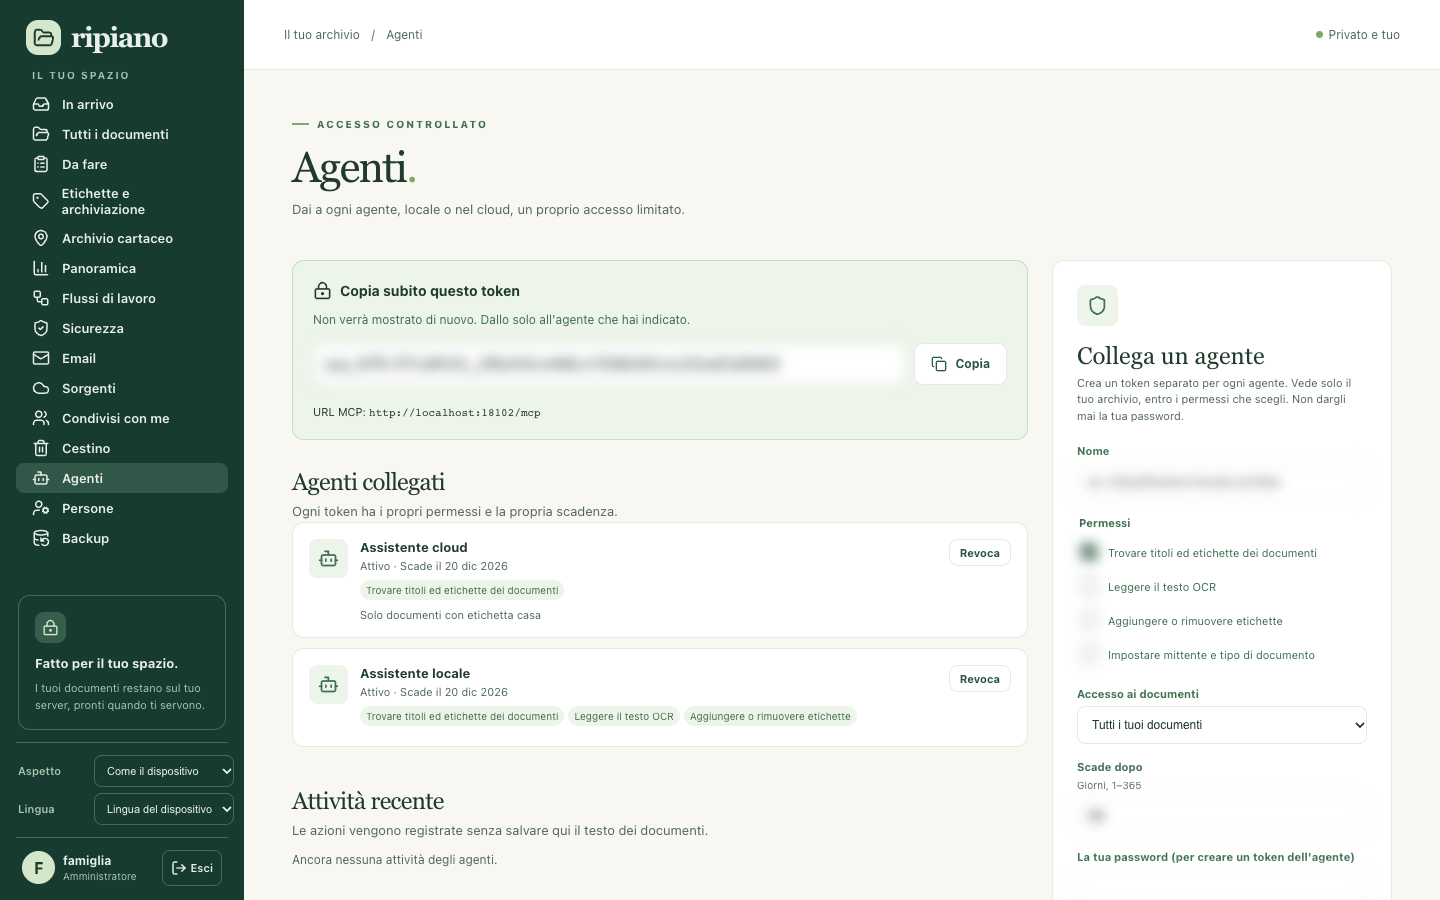 ripiano
IL TUO SPAZIO
In arrivo
Tutti i documenti
Da fare
Etichette e
archiviazione
Archivio cartaceo
Panoramica
Flussi di lavoro
Sicurezza
Email
Sorgenti
Condivisi con me
Cestino
Agenti
Persone
Backup
Fatto per il tuo spazio.
I tuoi documenti restano sul tuo
server, pronti quando ti servono.
Aspetto
Come il dispositivo
Lingua
Lingua del dispositivo
F
famiglia
Amministratore
Esci
Il tuo archivio / Agenti
Privato e tuo
ACCESSO CONTROLLATO
Agenti.
Dai a ogni agente, locale o nel cloud, un proprio accesso limitato.
Copia subito questo token
Non verrà mostrato di nuovo. Dallo solo all'agente che hai indicato.
Copia
URL MCP: http://localhost:18102/mcp
Agenti collegati
Ogni token ha i propri permessi e la propria scadenza.
Assistente cloud
Attivo · Scade il 20 dic 2026
Trovare titoli ed etichette dei documenti
Solo documenti con etichetta casa
Revoca
Assistente locale
Attivo · Scade il 20 dic 2026
Trovare titoli ed etichette dei documenti
Leggere il testo OCR
Aggiungere o rimuovere etichette
Revoca
Attività recente
Le azioni vengono registrate senza salvare qui il testo dei documenti.
Ancora nessuna attività degli agenti.
Collega un agente
Crea un token separato per ogni agente. Vede solo il
tuo archivio, entro i permessi che scegli. Non dargli
mai la tua password.
Nome
Permessi
Trovare titoli ed etichette dei documenti
Leggere il testo OCR
Aggiungere o rimuovere etichette
Impostare mittente e tipo di documento
Accesso ai documenti
Tutti i tuoi documenti
Scade dopo
Giorni, 1–365
La tua password (per creare un token dell'agente)